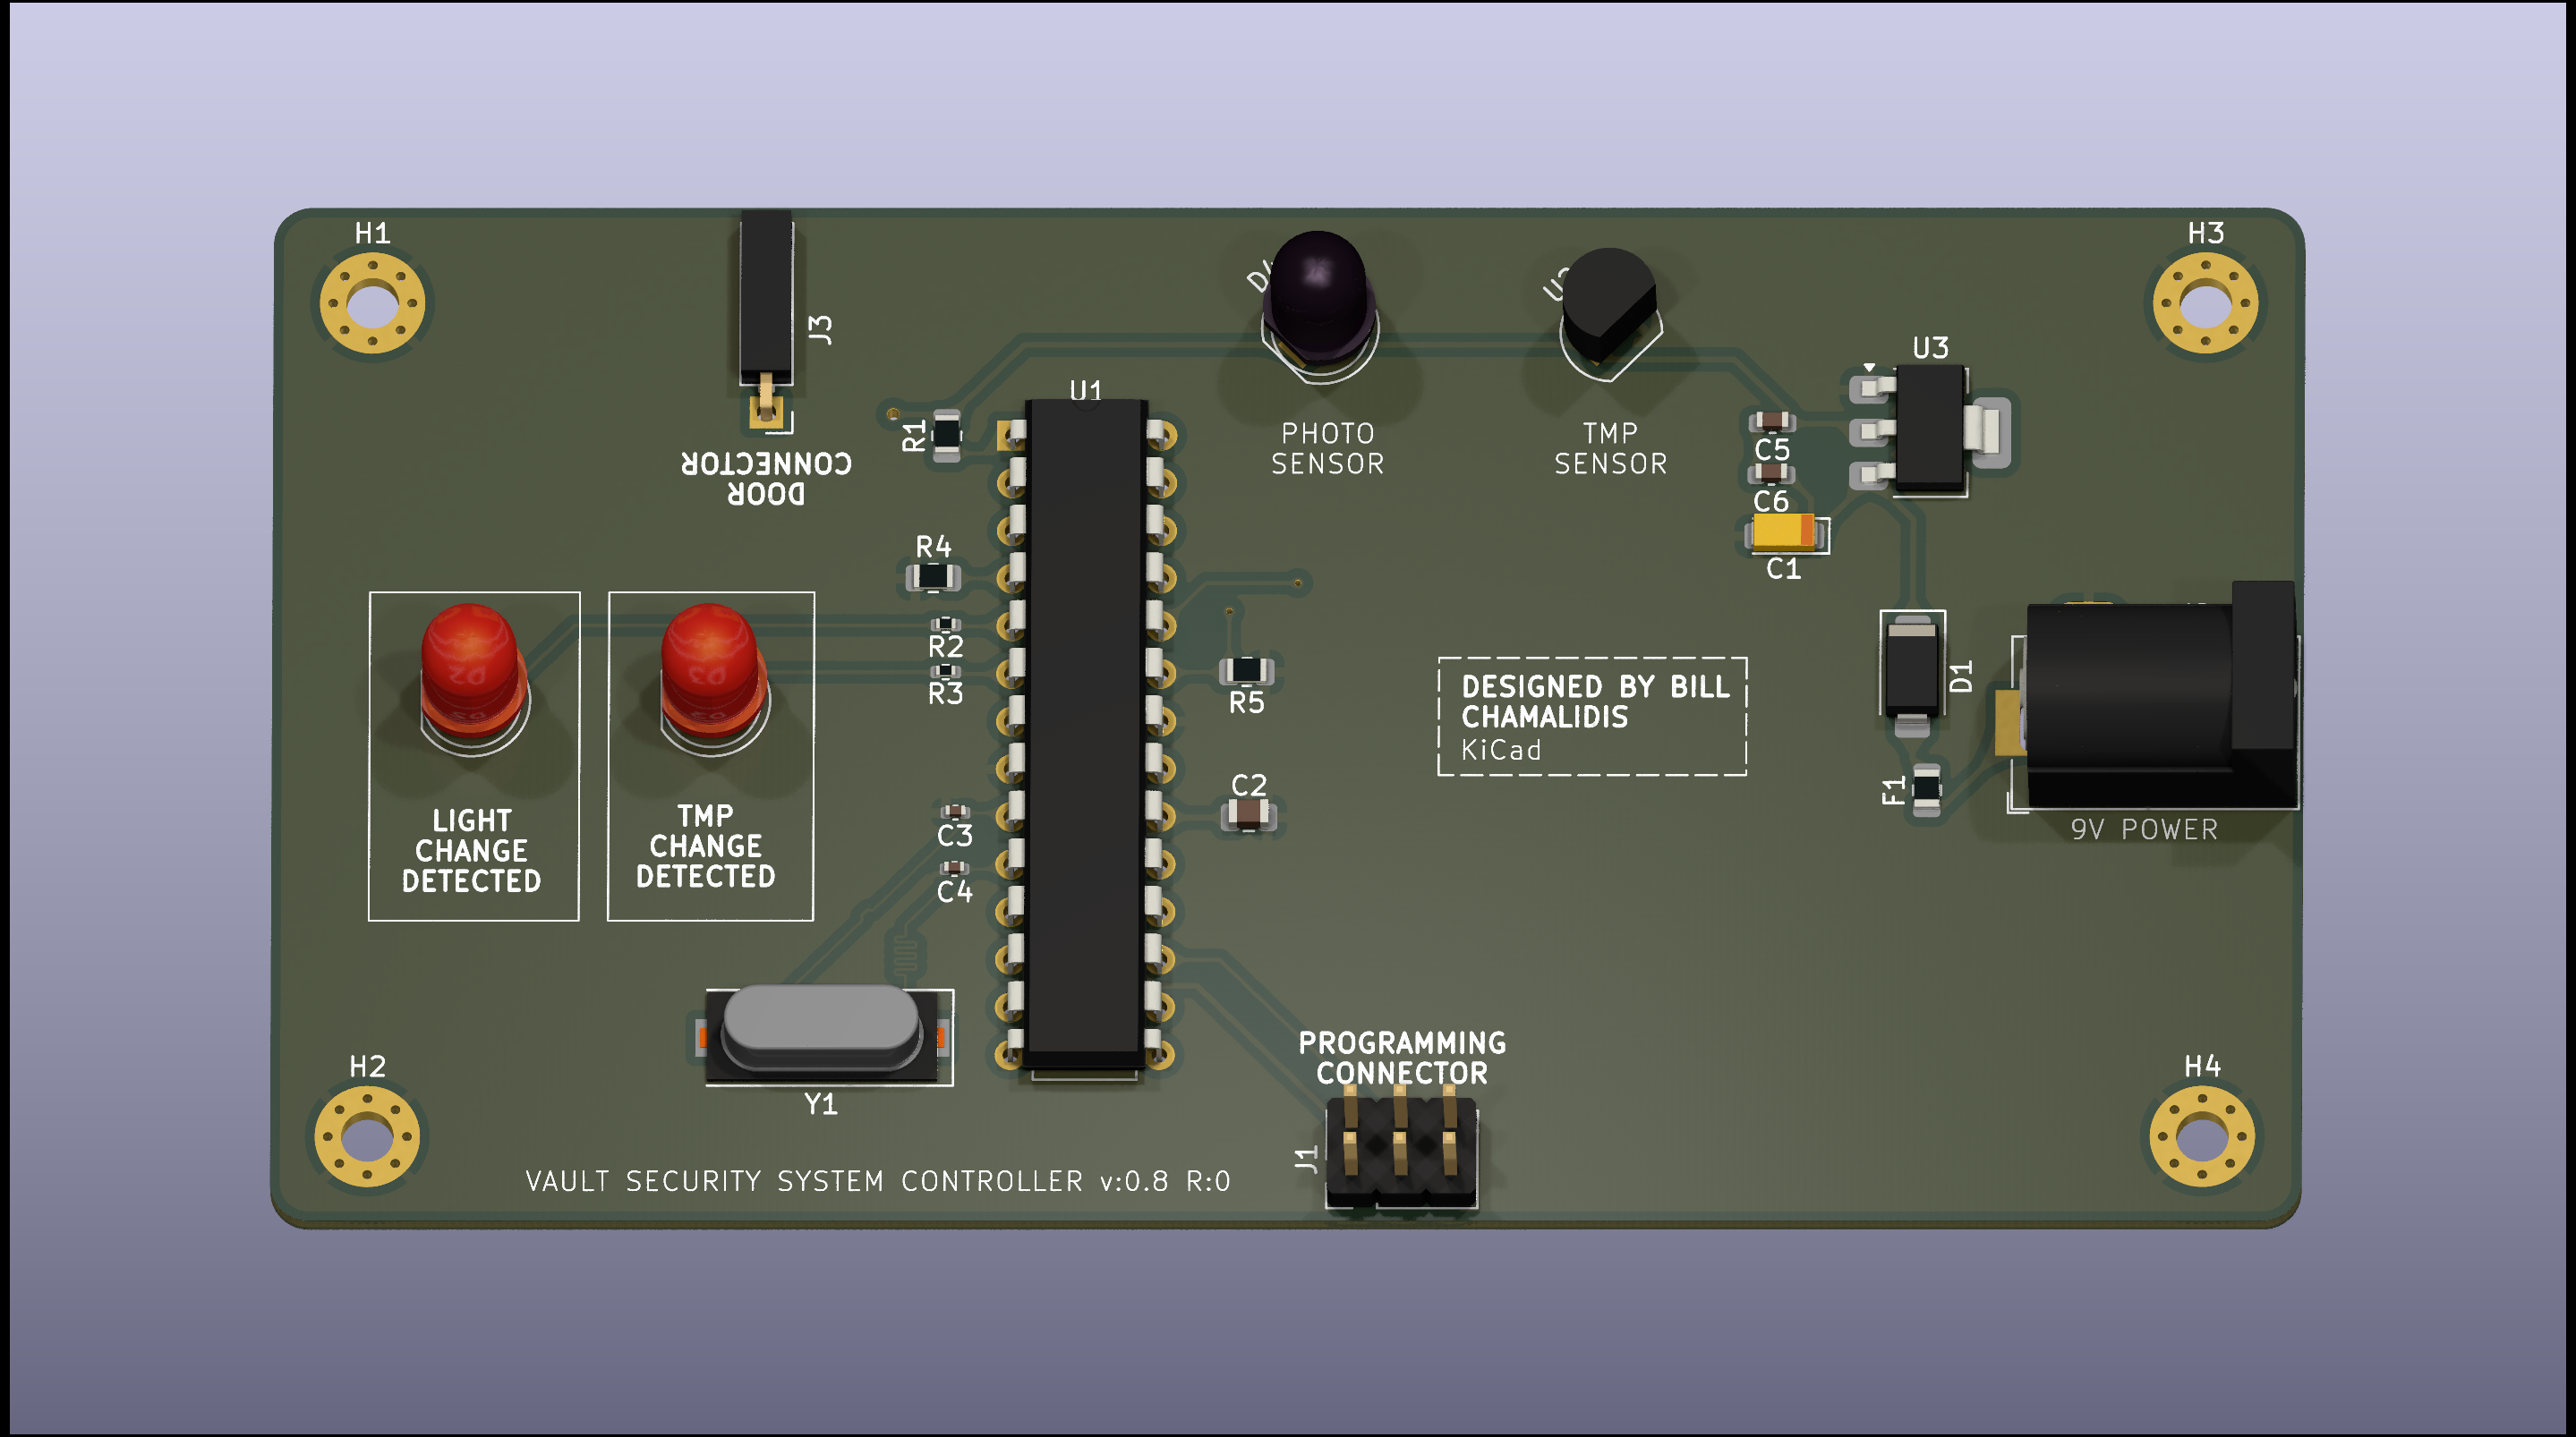 H1
H3
J3
U3
U1
R1
PHOTO
SENSOR
TMP
SENSOR
C5
DOOR
CONNECTOR
C6
R4
C1
R2
R3
R5
D1
DESIGNED BY BILL
CHAMALIDIS
KiCad
D2
D3
F1
C2
9V POWER
LIGHT
CHANGE
DETECTED
TMP
CHANGE
DETECTED
C3
C4
PROGRAMMING
CONNECTOR
H2
H4
Y1
J1
VAULT SECURITY SYSTEM CONTROLLER v:0.8 R:0